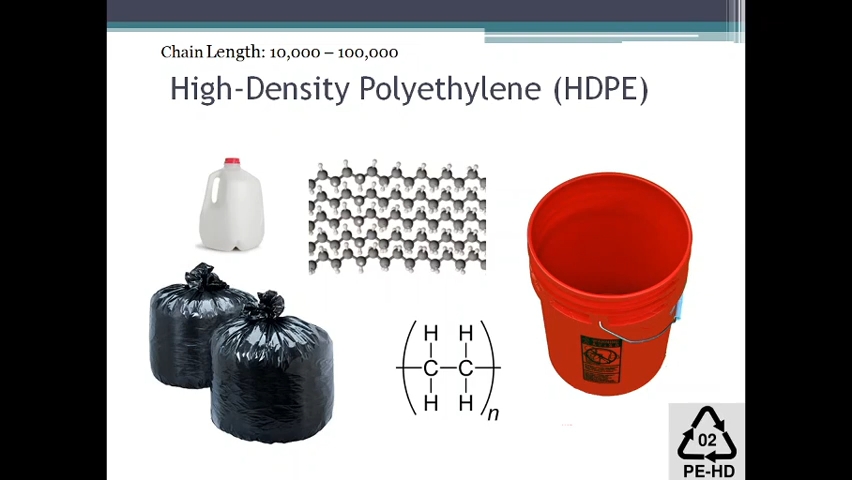 Chain Length: 10,000 – 100,000
High-Density Polyethylene (HDPE)
H H
C C
H H
n
02
PE-HD